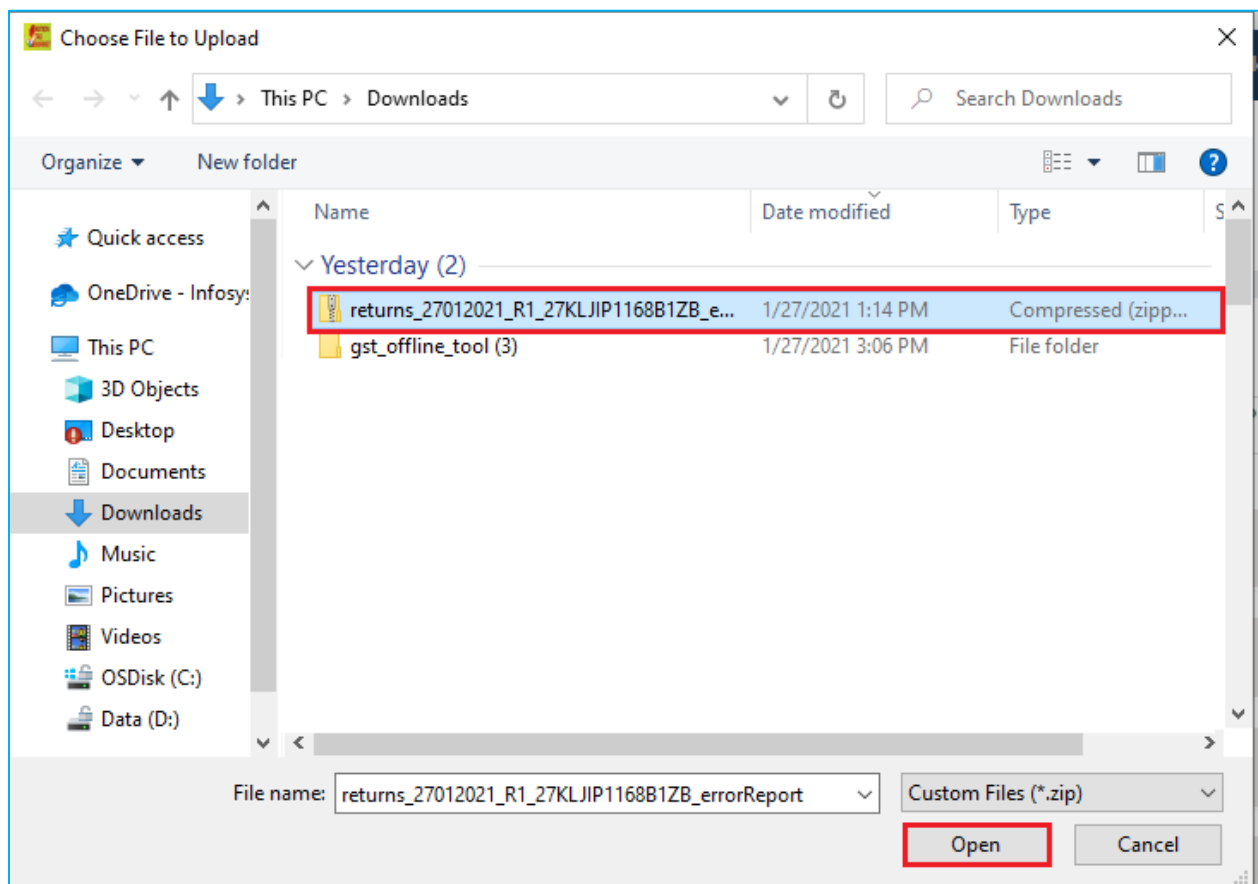 Choose File to Upload
This PC > Downloads
Search Downloads
Organize
New folder
Name
Date modified
Type
S
Quick access
OneDrive - Infosy
This PC
3D Objects
Desktop
Documents
Downloads
Music
Pictures
Videos
OSDisk (C:)
Data (D:)
Yesterday (2)
returns_27012021_R1_27KLJIP1168B1ZB_e... 1/27/2021 1:14 PM Compressed (zipp...
gst_offline_tool (3) 1/27/2021 3:06 PM File folder
File name: returns_27012021_R1_27KLJIP1168B1ZB_errorReport
Custom Files (*.zip)
Open
Cancel